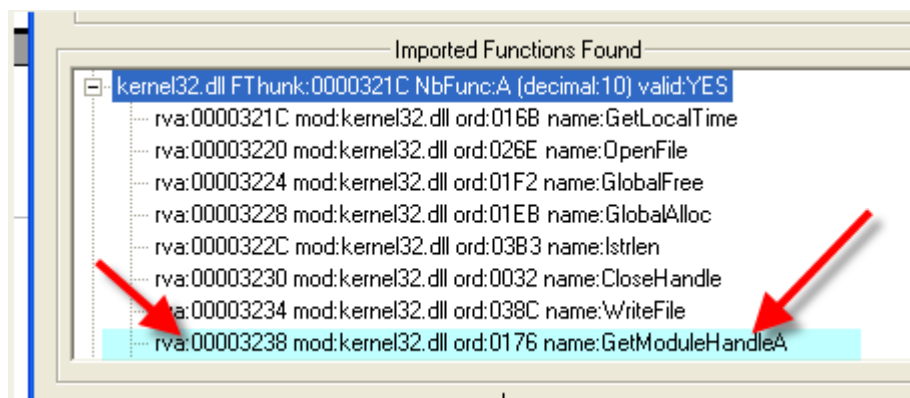 Imported Functions Found
kernel32.dll FThunk:0000321C NbFunc:A (decimal:10) valid:YES
rva:0000321C mod:kernel32.dll ord:016B name:GetLocalTime
rva:00003220 mod:kernel32.dll ord:026E name:OpenFile
rva:00003224 mod:kernel32.dll ord:01F2 name:GlobalFree
rva:00003228 mod:kernel32.dll ord:01EB name:GlobalAlloc
rva:0000322C mod:kernel32.dll ord:03B3 name:lstrlen
rva:00003230 mod:kernel32.dll ord:0032 name:CloseHandle
rva:00003234 mod:kernel32.dll ord:038C name:WriteFile
rva:00003238 mod:kernel32.dll ord:0176 name:GetModuleHandleA